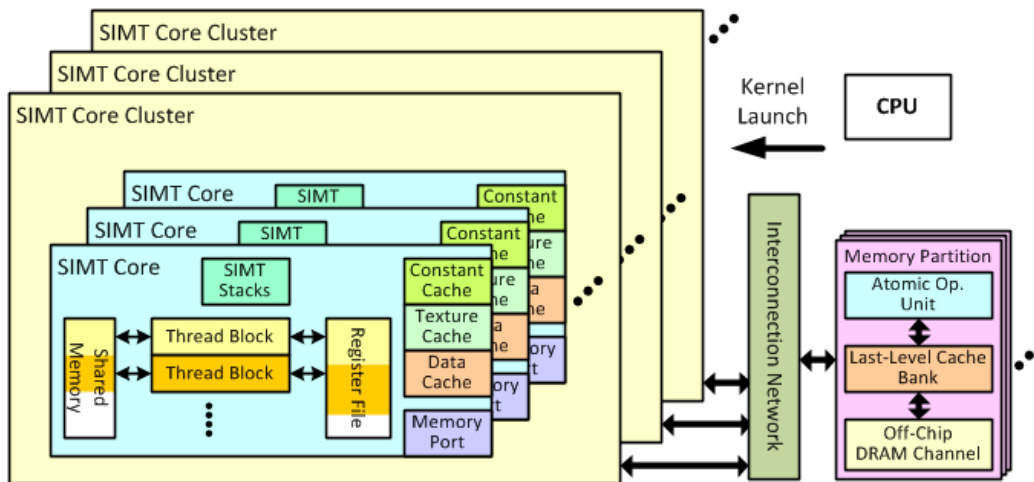 SIMT Core Cluster
SIMT Core Cluster
SIMT Core Cluster
Kernel
Launch
CPU
SIMT Core
SIMT
Constant
SIMT Core
SIMT
Constant
SIMT Core
SIMT
Stacks
Constant
Cache
Texture
Cache
Data
Cache
Memory
Port
Shared
Memory
Thread Block
Thread Block
Register File
Interconnection Network
Memory Partition
Atomic Op.
Unit
Last-Level Cache
Bank
Off-Chip
DRAM Channel